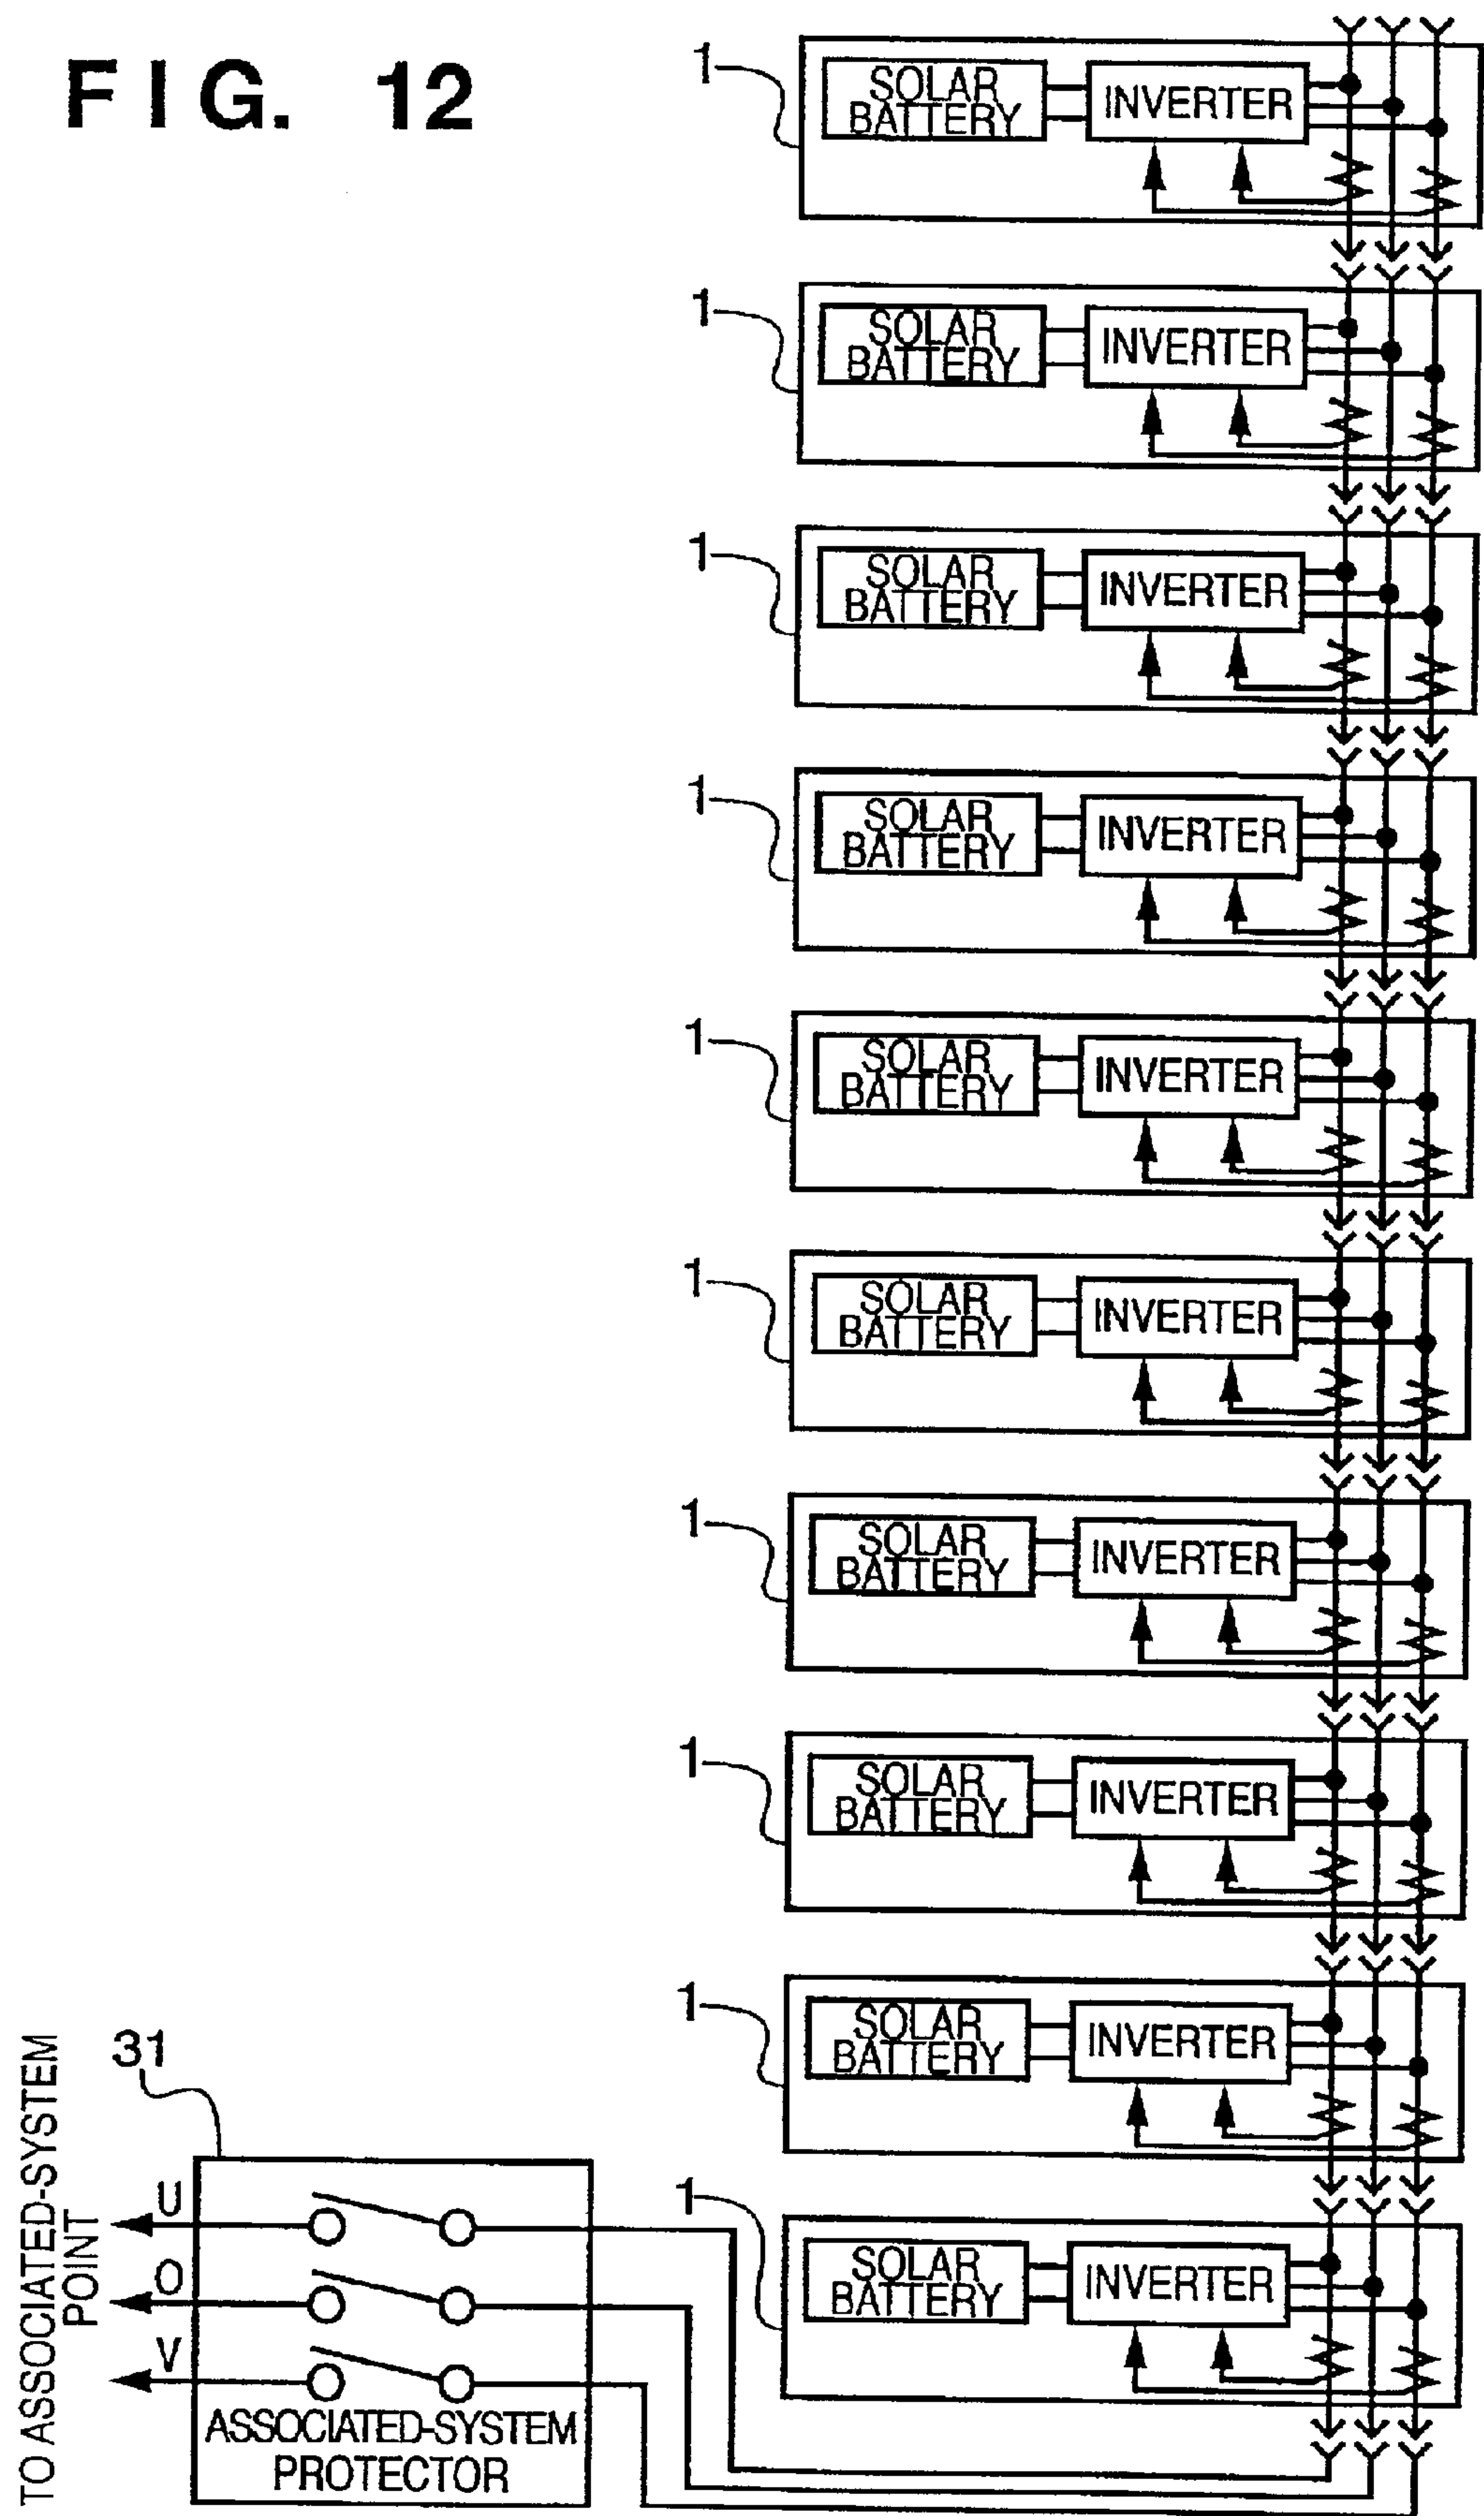 FIG. 12
1
SOLAR
BATTERY
INVERTER
1
SOLAR
BATTERY
INVERTER
1
SOLAR
BATTERY
INVERTER
1
SOLAR
BATTERY
INVERTER
1
SOLAR
BATTERY
INVERTER
1
SOLAR
BATTERY
INVERTER
1
SOLAR
BATTERY
INVERTER
1
SOLAR
BATTERY
INVERTER
1
SOLAR
BATTERY
INVERTER
1
SOLAR
BATTERY
INVERTER
31
TO ASSOCIATED-SYSTEM
POINT
U
O
V
ASSOCIATED-SYSTEM
PROTECTOR